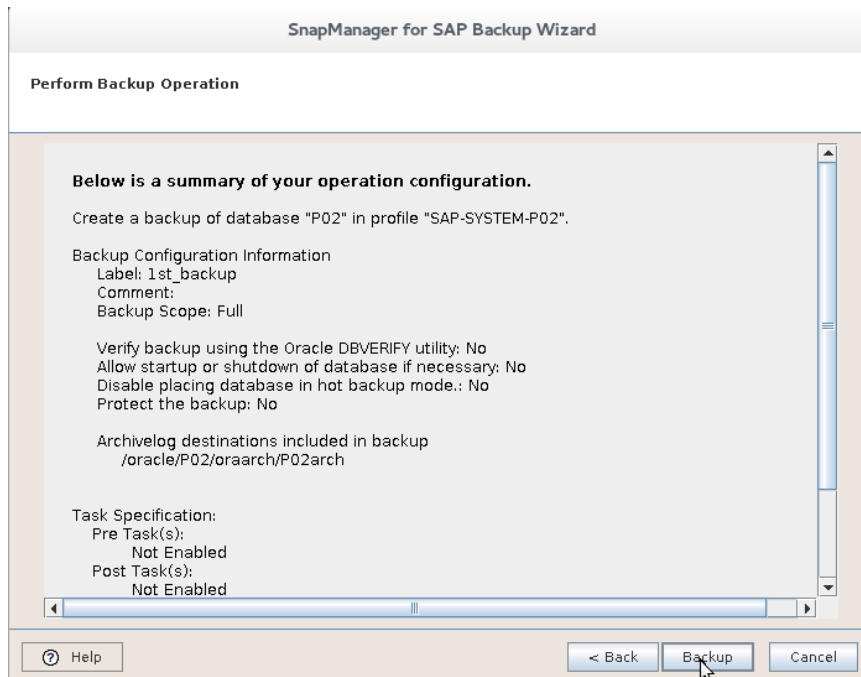 SnapManager for SAP Backup Wizard
Perform Backup Operation
Below is a summary of your operation configuration.
Create a backup of database "P02" in profile "SAP-SYSTEM-P02".
Backup Configuration Information
Label: 1st_backup
Comment:
Backup Scope: Full
Verify backup using the Oracle DBVERIFY utility: No
Allow startup or shutdown of database if necessary: No
Disable placing database in hot backup mode.: No
Protect the backup: No
Archivelog destinations included in backup
/oracle/P02/oraarch/P02arch
Task Specification:
Pre Task(s):
Not Enabled
Post Task(s):
Not Enabled
Help
< Back
Backup
Cancel